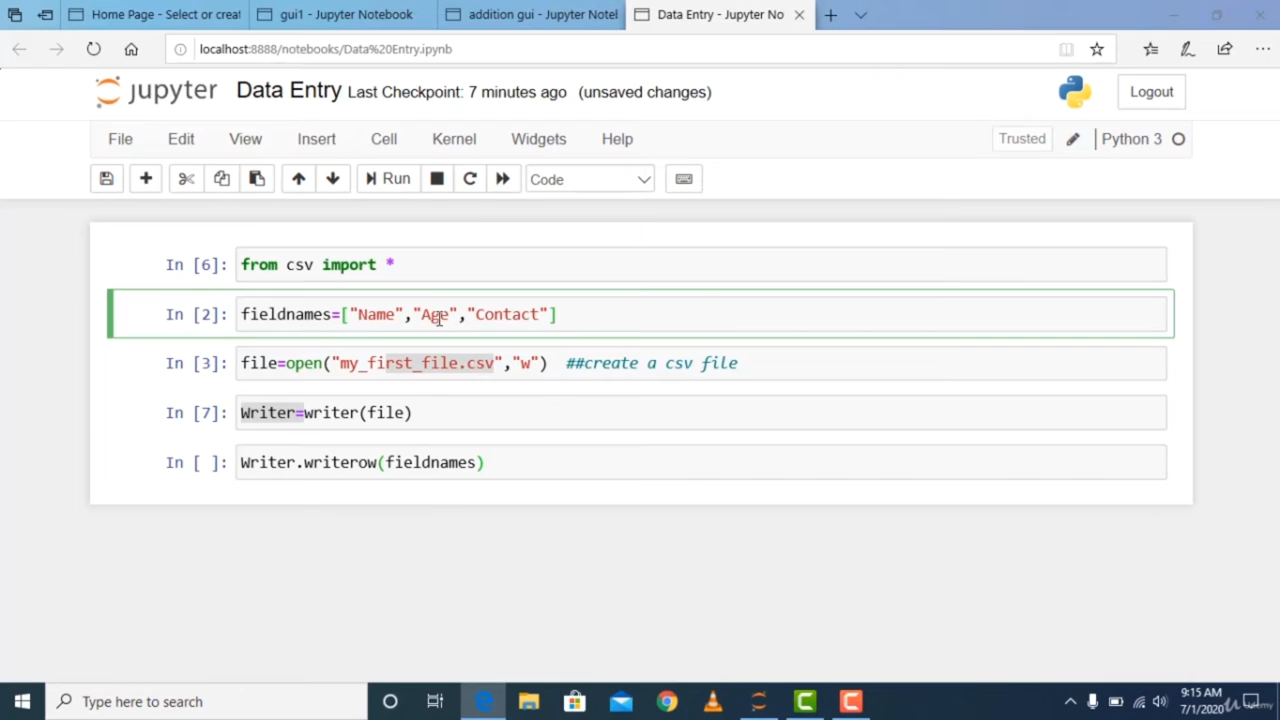 Home Page - Select or creat
gui1 - Jupyter Notebook
addition gui - Jupyter Notel
Data Entry - Jupyter No
localhost:8888/notebooks/Data%20Entry.ipynb
jupyter Data Entry Last Checkpoint: 7 minutes ago (unsaved changes)
Logout
File Edit View Insert Cell Kernel Widgets Help
Trusted
Python 3
Run
Code
In [6]: from csv import *
In [2]: fieldnames=["Name","Age","Contact"]
In [3]: file=open("my_first_file.csv","w") ##create a csv file
In [7]: Writer=writer(file)
In [ ]: Writer.writerow(fieldnames)
Type here to search
9:15 AM
7/1/2020
Udemy